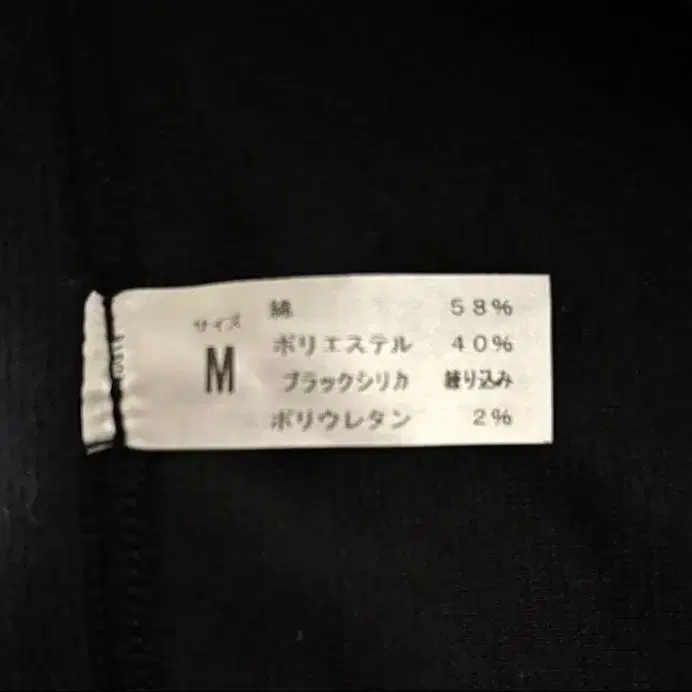 サイズ
M
綿 58%
ポリエステル 40%
ブラックシリカ 練り込み
ポリウレタン 2%